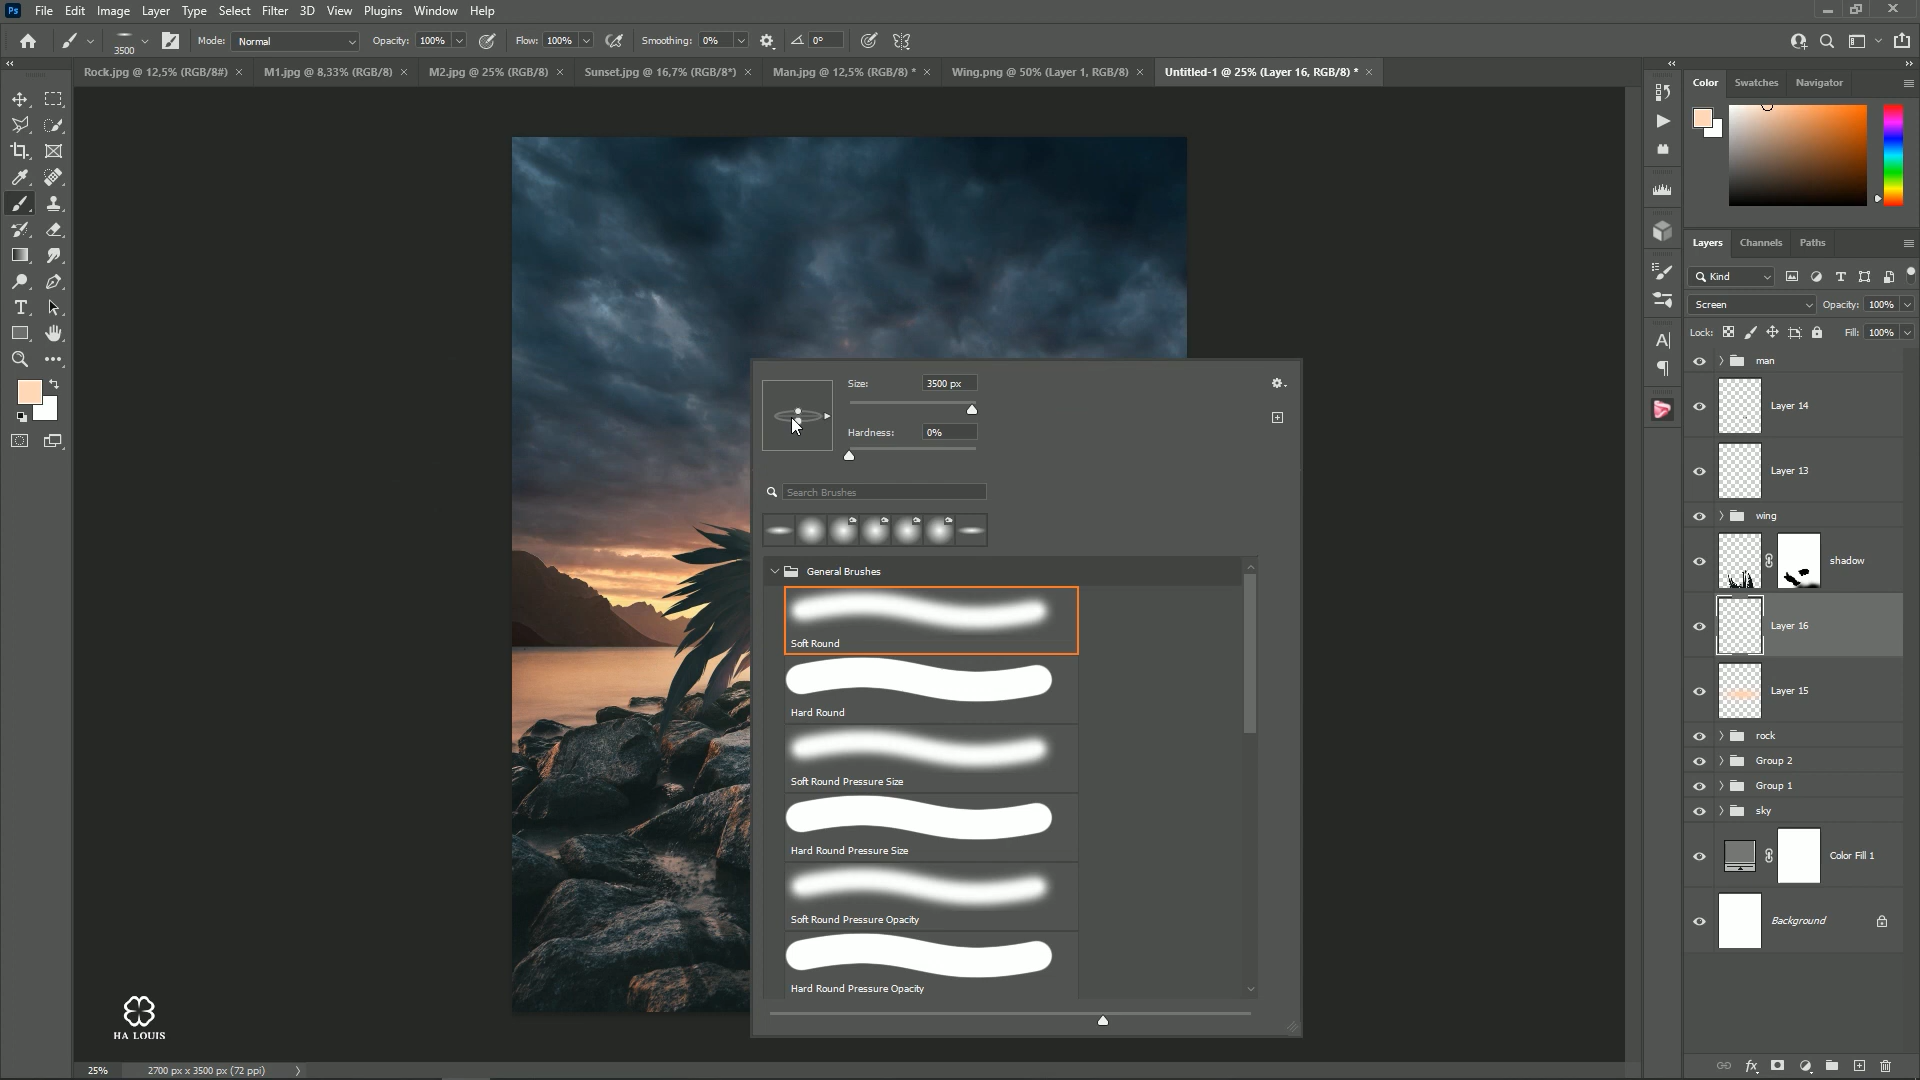 Ps File Edit Image Layer Type Select Filter 3D View Plugins Window Help
3500 Mode: Normal Opacity: 100% Flow: 100% Smoothing: 0% 0°
Rock.jpg @ 12,5% (RGB/8#) M1.jpg @ 8,33% (RGB/8) M2.jpg @ 25% (RGB/8) Sunset.jpg @ 16,7% (RGB/8*) Man.jpg @ 12,5% (RGB/8) * Wing.png @ 50% (Layer 1, RGB/8) Untitled-1 @ 25% (Layer 16, RGB/8) *
Color Swatches Navigator
Layers Channels Paths
Kind
Screen Opacity: 100%
Lock: Fill: 100%
man
Layer 14
Layer 13
wing
shadow
Layer 16
Layer 15
rock
Group 2
Group 1
sky
Color Fill 1
Background
Size: 3500 px
Hardness: 0%
Search Brushes
General Brushes
Soft Round
Hard Round
Soft Round Pressure Size
Hard Round Pressure Size
Soft Round Pressure Opacity
Hard Round Pressure Opacity
HA LOUIS
25% 2700 px x 3500 px (72 ppi)